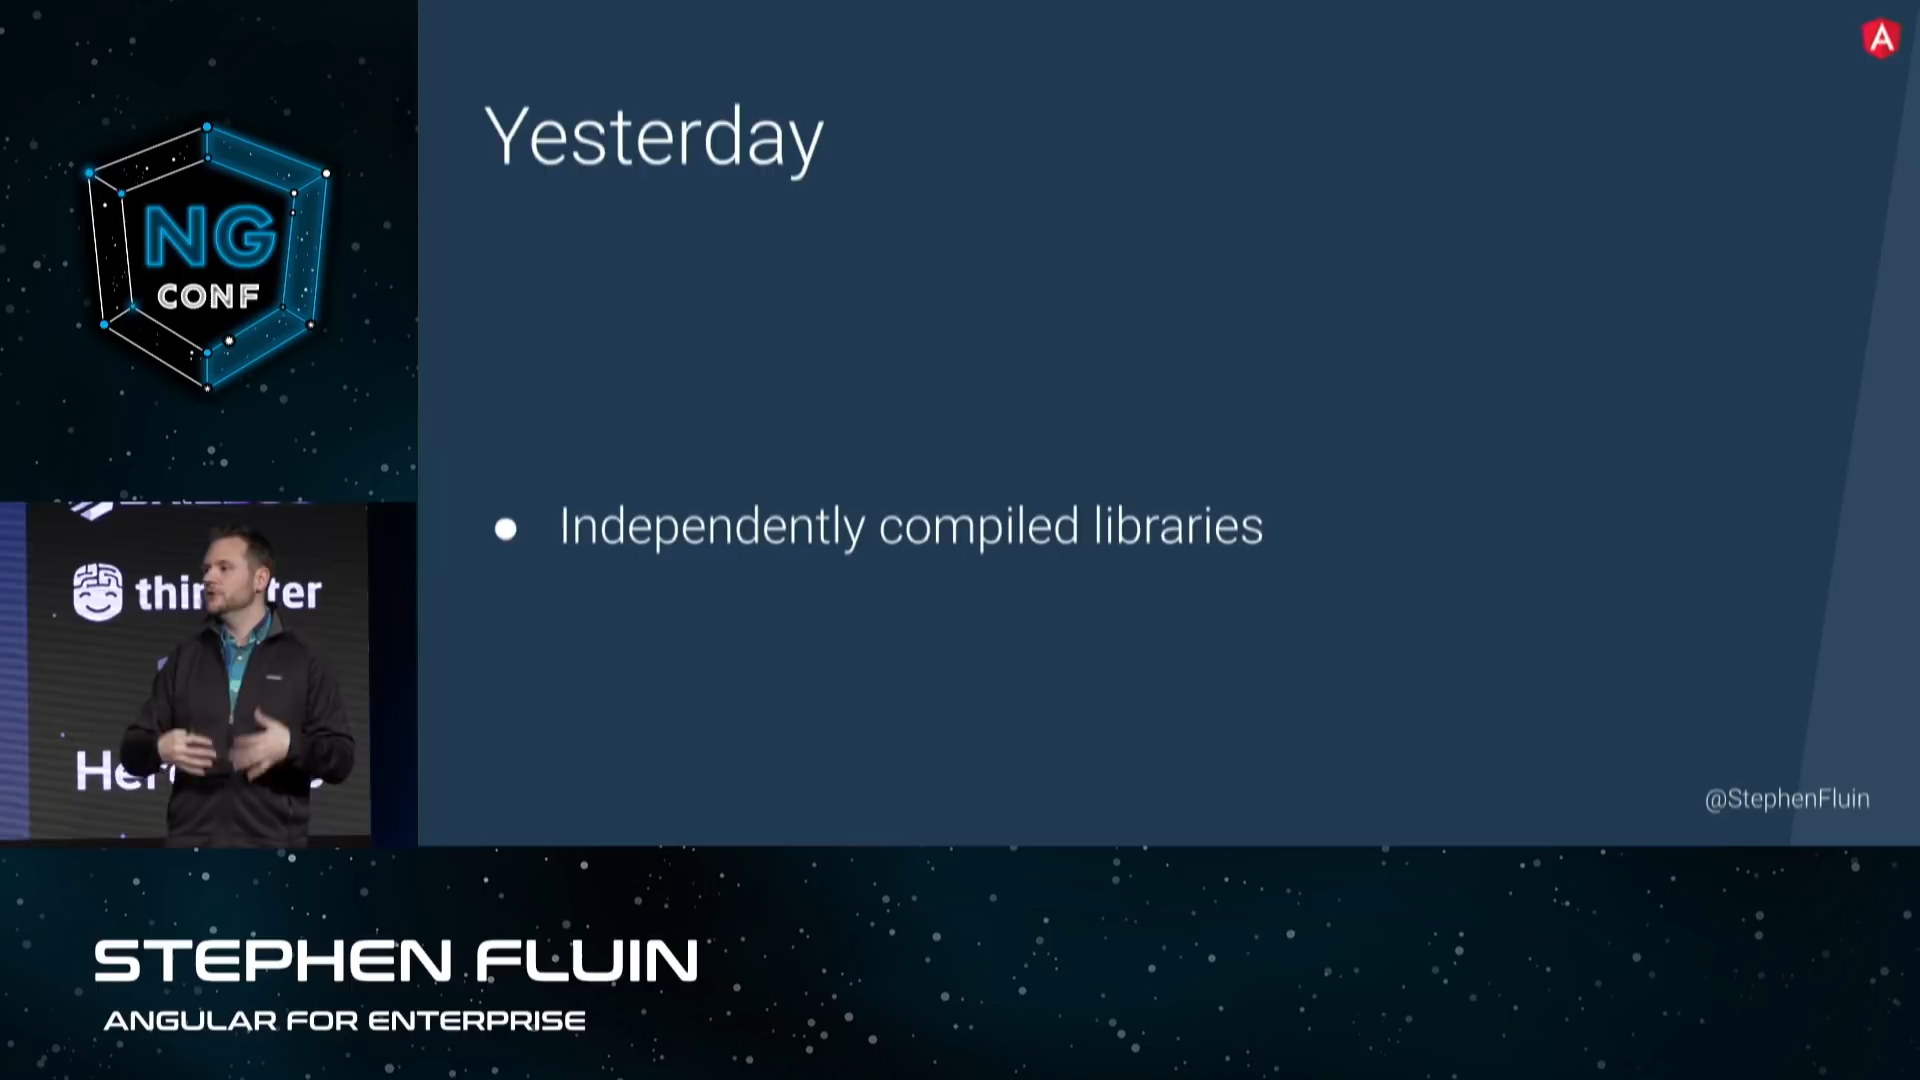 NG
CONF
Yesterday
● Independently compiled libraries
@StephenFluin
STEPHEN FLUIN
ANGULAR FOR ENTERPRISE